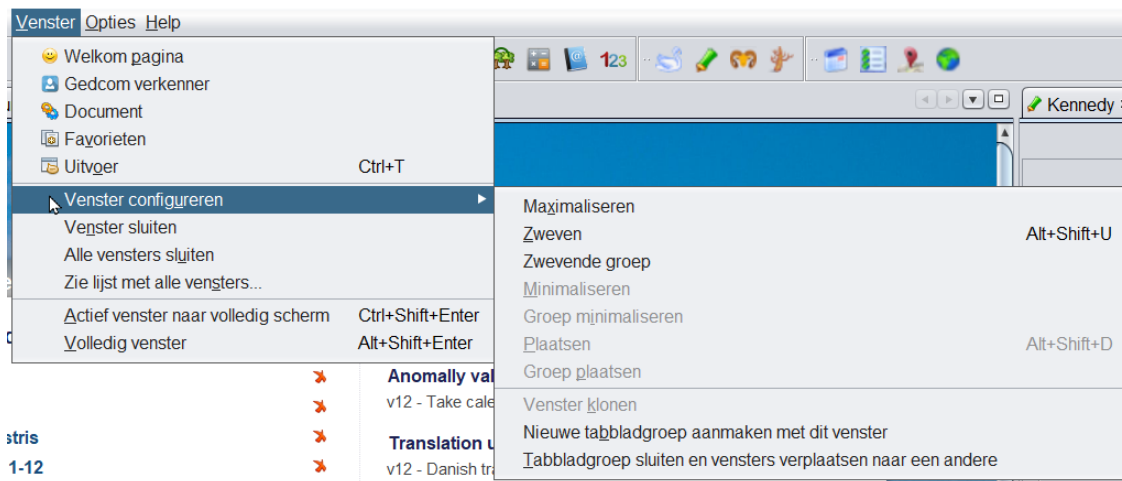 Venster Opties Help
Welkom pagina
Gedcom verkenner
Document
Favorieten
Uitvoer Ctrl+T
Venster configureren
Venster sluiten
Alle vensters sluiten
Zie lijst met alle vensters...
Actief venster naar volledig scherm Ctrl+Shift+Enter
Volledig venster Alt+Shift+Enter
123
Kennedy
Maximaliseren
Zweven Alt+Shift+U
Zwevende groep
Minimaliseren
Groep minimaliseren
Plaatsen Alt+Shift+D
Groep plaatsen
Venster klonen
Nieuwe tabbladgroep aanmaken met dit venster
Tabbladgroep sluiten en vensters verplaatsen naar een andere
Anomally val
v12 - Take cale
stris
Translation u
1-12
v12 - Danish tra